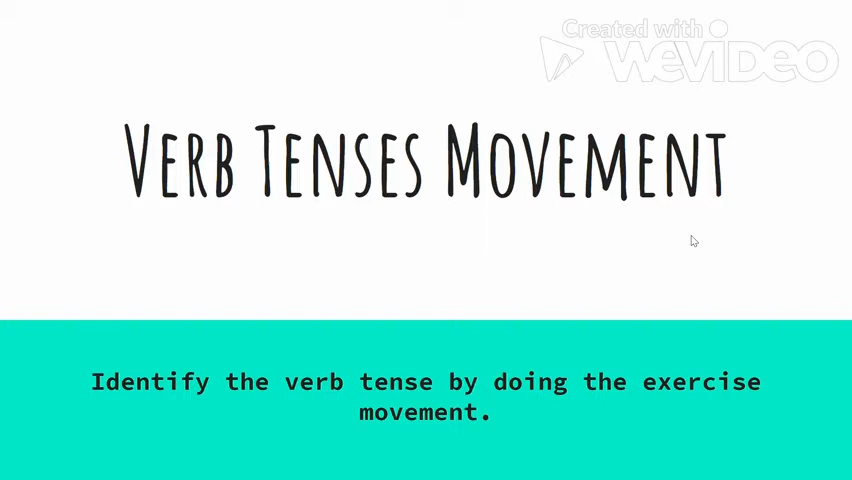 Created with
WeVideo
Verb Tenses Movement
Identify the verb tense by doing the exercise
movement.